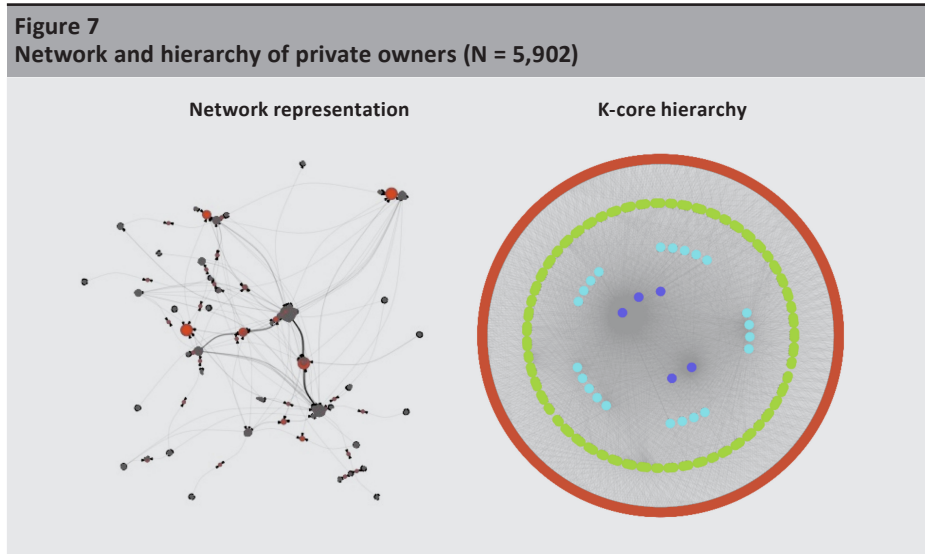 Figure 7
Network and hierarchy of private owners (N = 5,902)
Network representation
K-core hierarchy